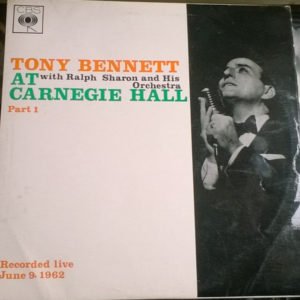 CBS
TONY BENNETT
AT with Ralph Sharon and His
Orchestra
CARNEGIE HALL
Part 1
Recorded live
June 9, 1962